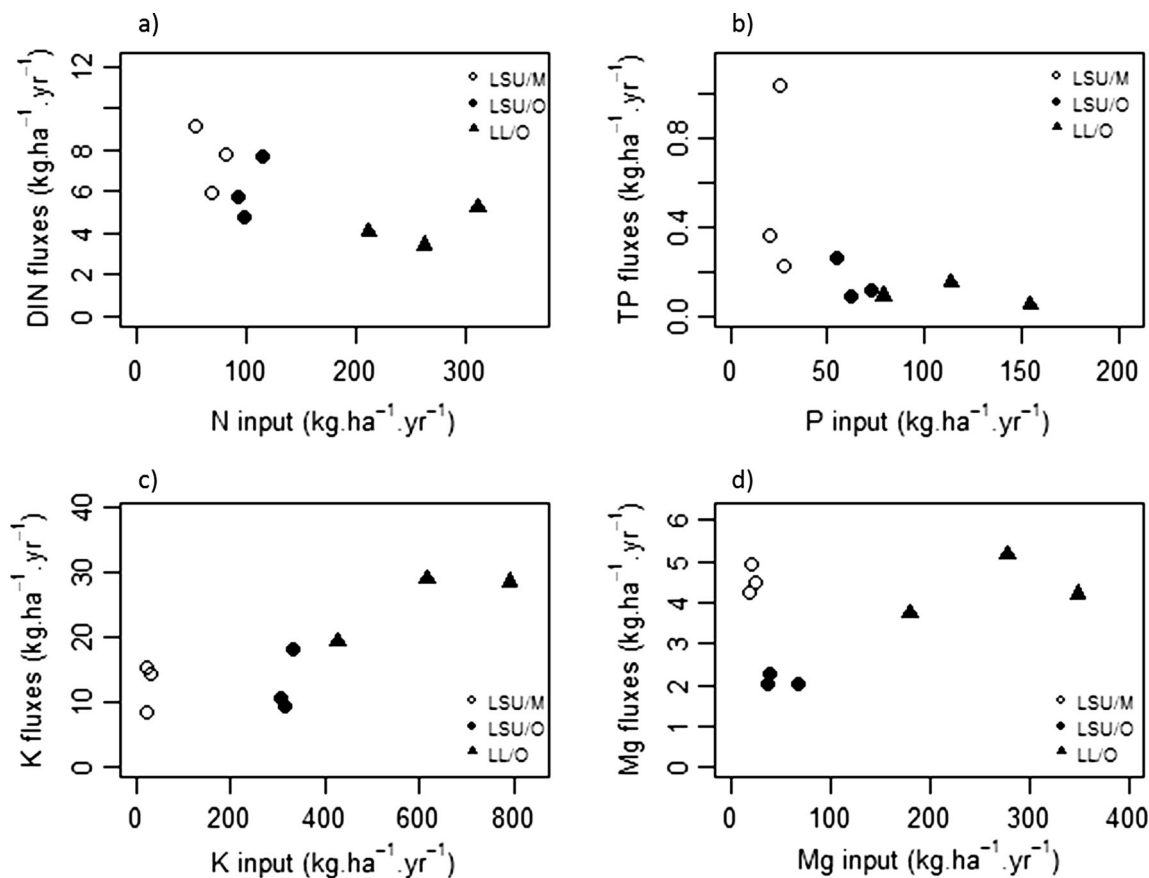 a)
DIN fluxes (kg.ha⁻¹.yr⁻¹)
12
8
6
4
2
0
LSU/M
LSU/O
LL/O
0 100 200 300
N input (kg.ha⁻¹.yr⁻¹)
b)
TP fluxes (kg.ha⁻¹.yr⁻¹)
0.8
0.4
0.0
LSU/M
LSU/O
LL/O
0 50 100 150 200
P input (kg.ha⁻¹.yr⁻¹)
c)
K fluxes (kg.ha⁻¹.yr⁻¹)
40
30
20
10
0
LSU/M
LSU/O
LL/O
0 200 400 600 800
K input (kg.ha⁻¹.yr⁻¹)
d)
Mg fluxes (kg.ha⁻¹.yr⁻¹)
6
5
4
3
2
1
0
LSU/M
LSU/O
LL/O
0 100 200 300 400
Mg input (kg.ha⁻¹.yr⁻¹)